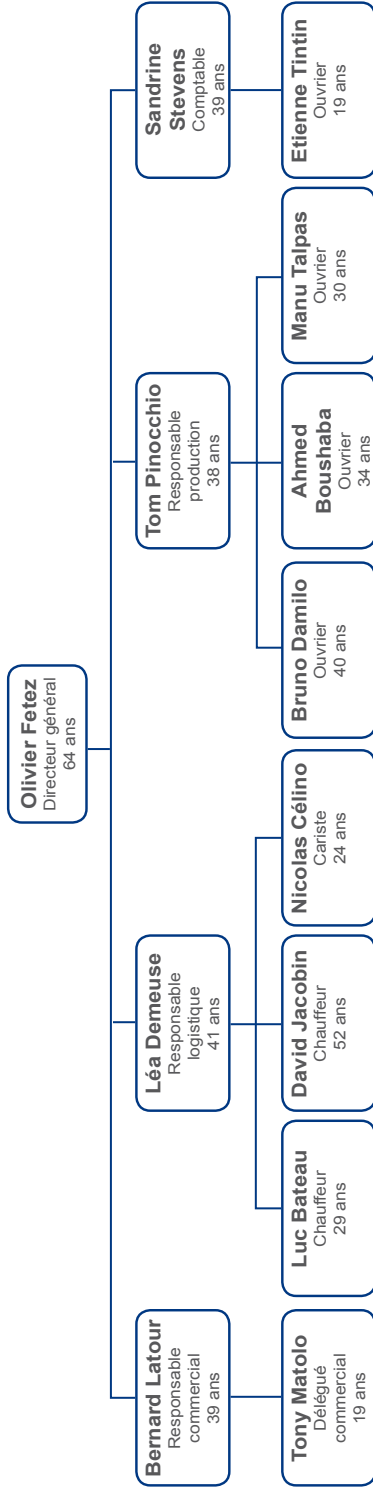 Olivier Fetez
Directeur général
64 ans
Bernard Latour
Responsable
commercial
39 ans
Léa Demeuse
Responsable
logistique
41 ans
Tom Pinocchio
Responsable
production
38 ans
Sandrine
Stevens
Comptable
39 ans
Tony Matolo
Délégué
commercial
19 ans
Luc Bateau
Chauffeur
29 ans
David Jacobin
Chauffeur
52 ans
Nicolas Célino
Cariste
24 ans
Bruno Damilo
Ouvrier
40 ans
Ahmed
Boushaba
Ouvrier
34 ans
Manu Talpas
Ouvrier
30 ans
Etienne Tintin
Ouvrier
19 ans